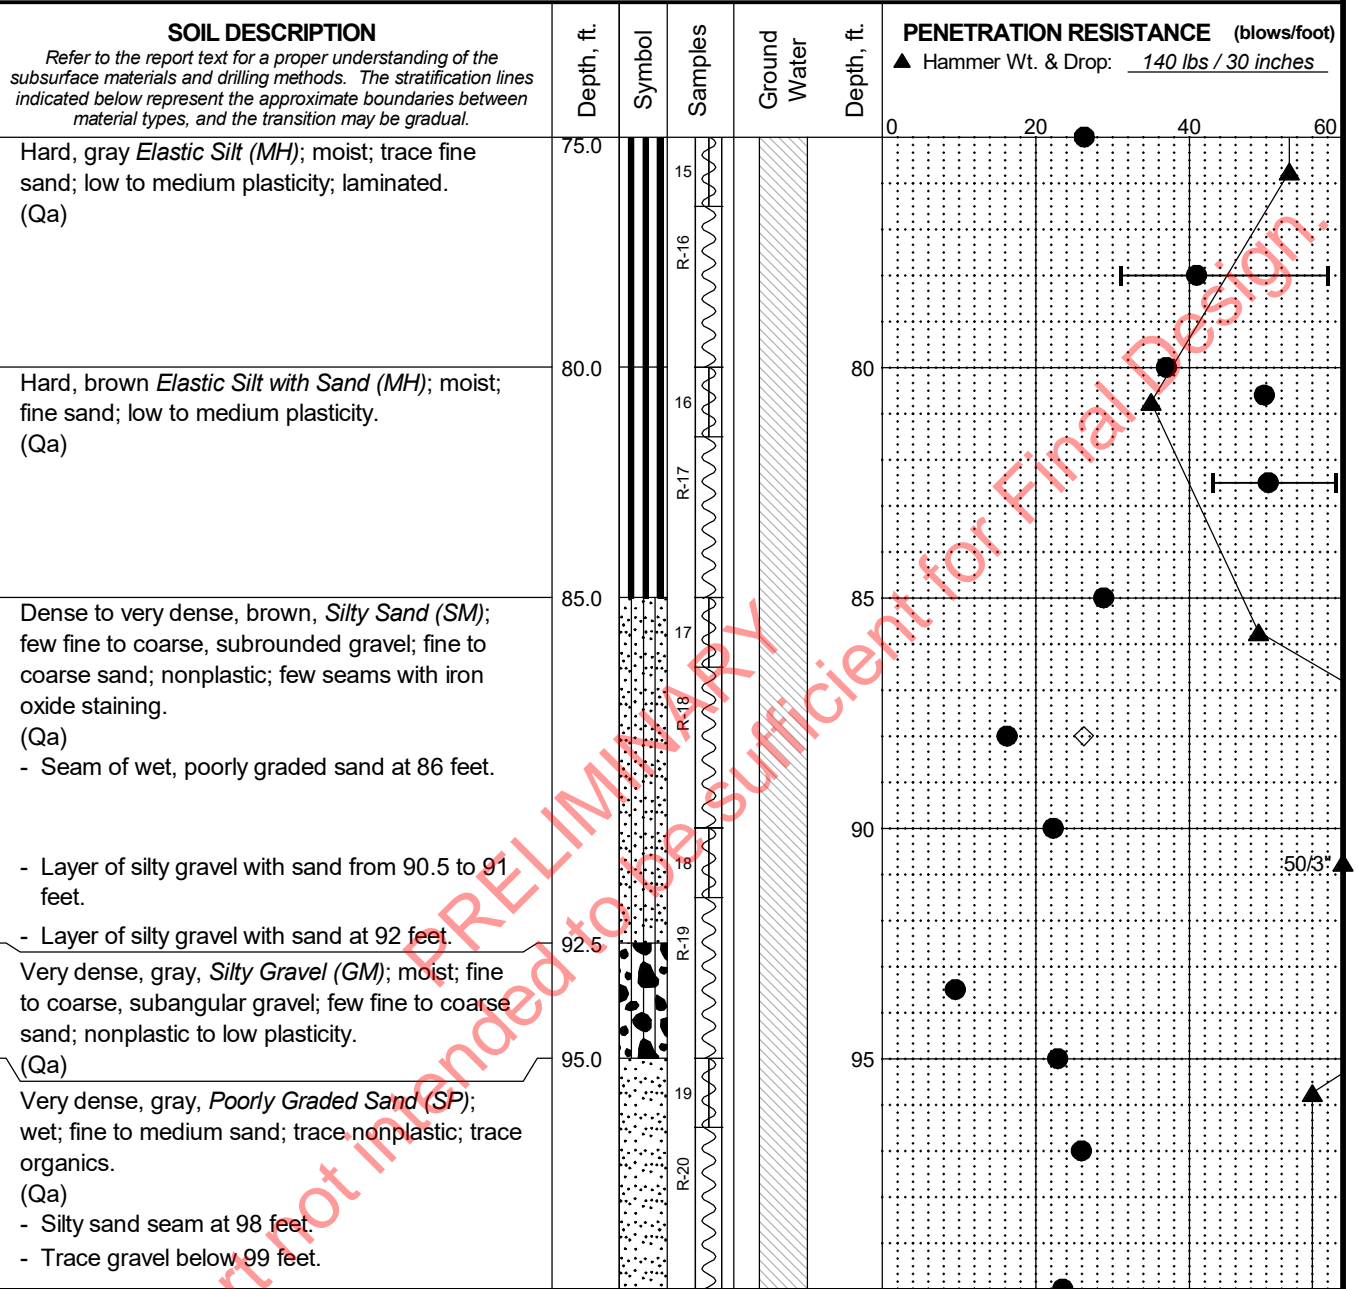 SOIL DESCRIPTION
Refer to the report text for a proper understanding of the
subsurface materials and drilling methods. The stratification lines
indicated below represent the approximate boundaries between
material types, and the transition may be gradual.
Depth, ft.
Symbol
Samples
Ground
Water
Depth, ft.
PENETRATION RESISTANCE (blows/foot)
▲ Hammer Wt. & Drop: 140 lbs / 30 inches
0 20 40 60
Hard, gray Elastic Silt (MH); moist; trace fine
sand; low to medium plasticity; laminated.
(Qa)
75.0
15
R-16
Hard, brown Elastic Silt with Sand (MH); moist;
fine sand; low to medium plasticity.
(Qa)
80.0
16
R-17
80
Dense to very dense, brown, Silty Sand (SM);
few fine to coarse, subrounded gravel; fine to
coarse sand; nonplastic; few seams with iron
oxide staining.
(Qa)
- Seam of wet, poorly graded sand at 86 feet.
- Layer of silty gravel with sand from 90.5 to 91
feet.
- Layer of silty gravel with sand at 92 feet.
85.0
17
R-18
18
R-19
85
90
50/3"
Very dense, gray, Silty Gravel (GM); moist; fine
to coarse, subangular gravel; few fine to coarse
sand; nonplastic to low plasticity.
(Qa)
92.5
Very dense, gray, Poorly Graded Sand (SP);
wet; fine to medium sand; trace nonplastic; trace
organics.
(Qa)
- Silty sand seam at 98 feet.
- Trace gravel below 99 feet.
95.0
19
R-20
95
PRELIMINARY
not intended to be sufficient for Final Design.